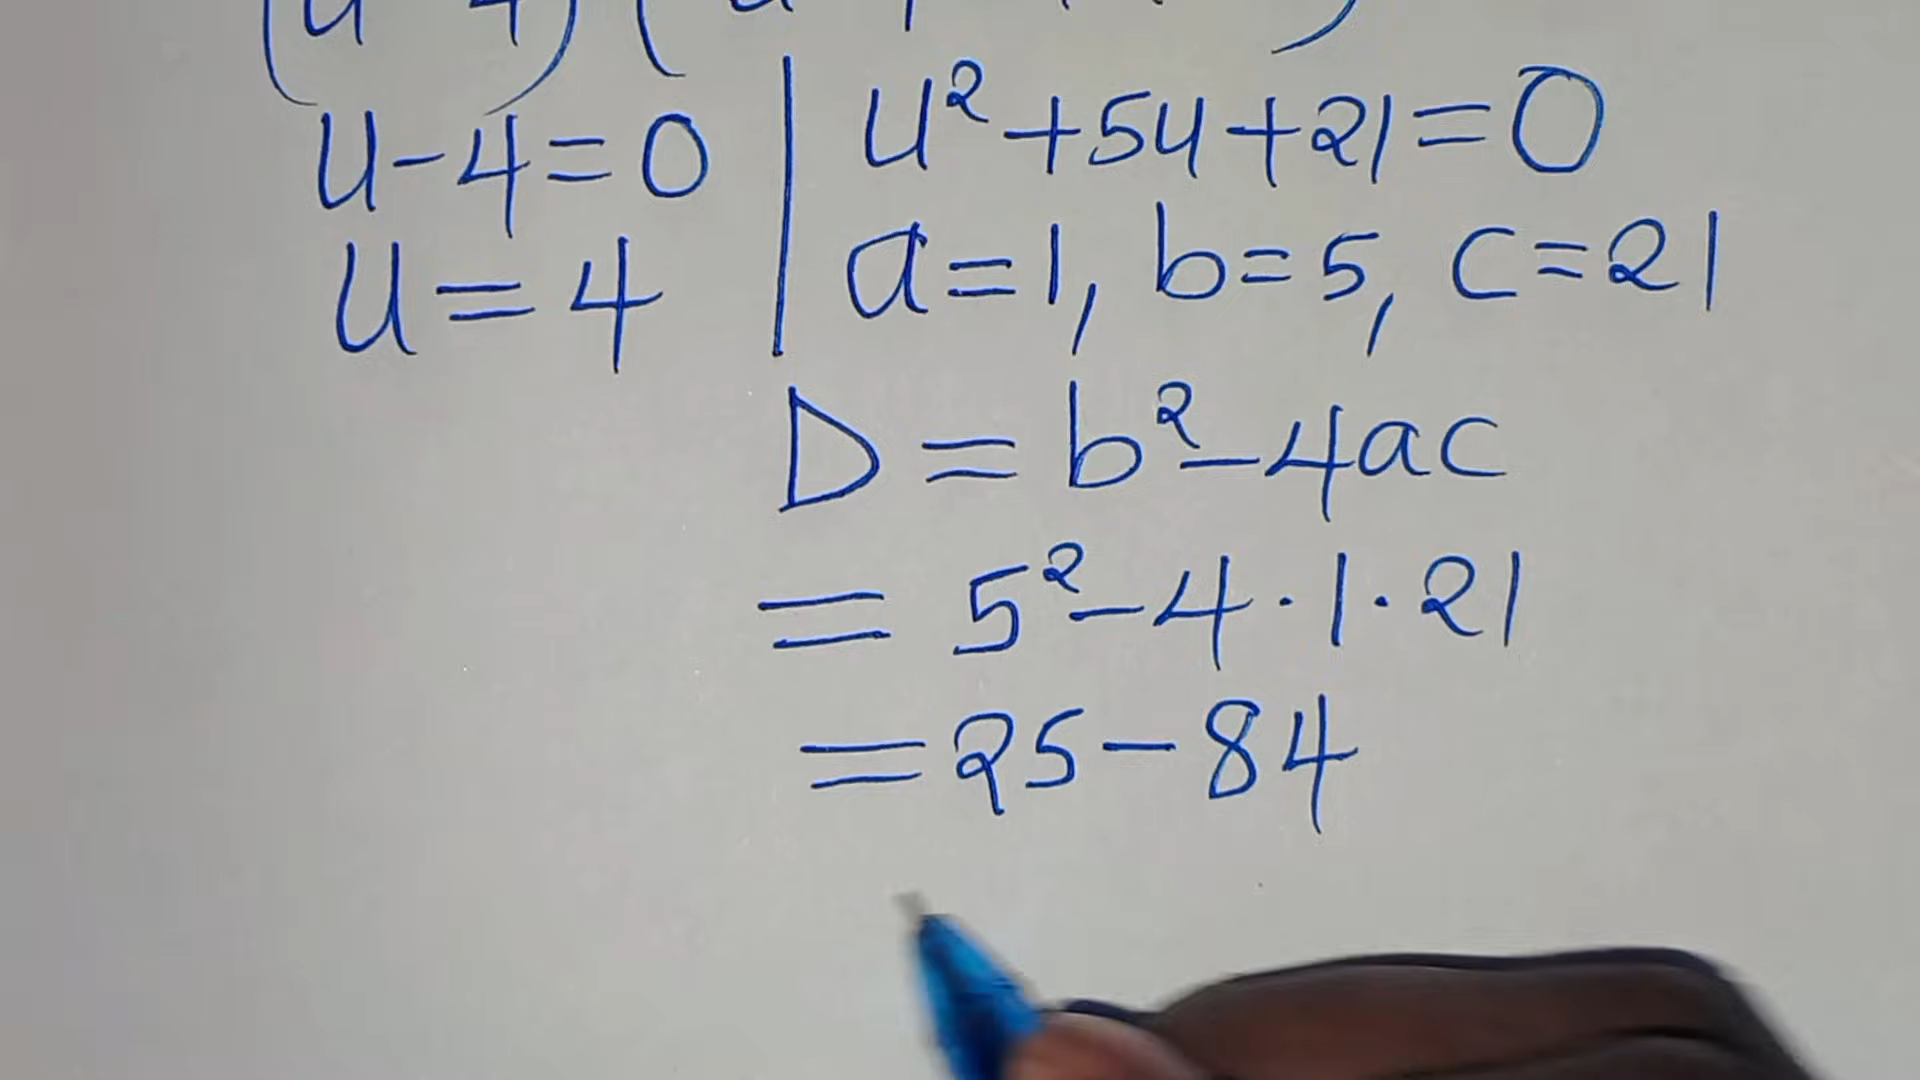 u-4=0 | u²+5u+21=0
u=4 | a=1, b=5, c=21
D=b²-4ac
=5²-4·1·21
=25-84